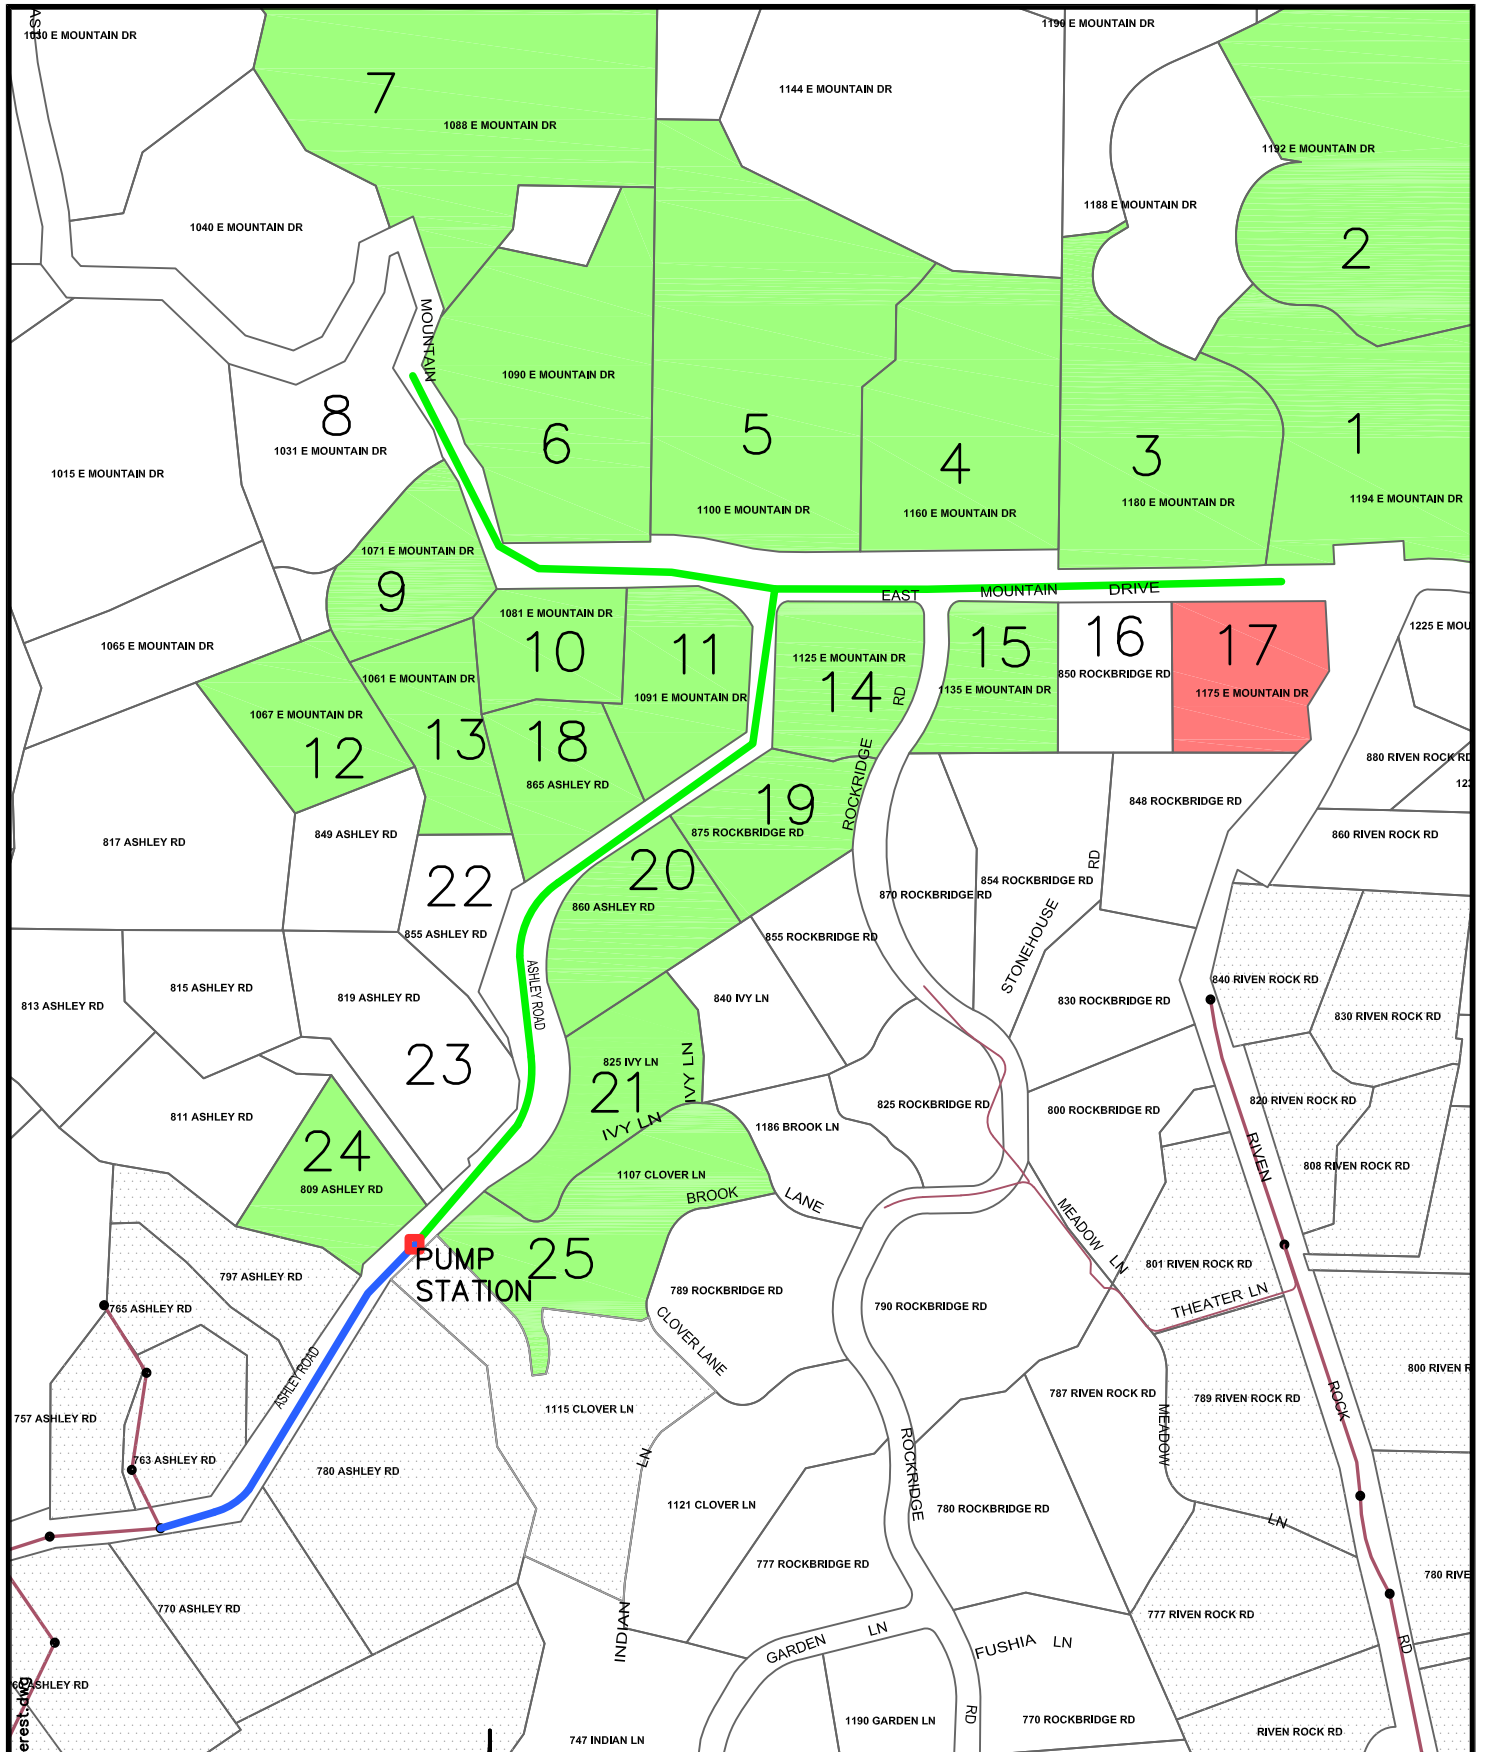 EAST
1030 E MOUNTAIN DR
1190 E MOUNTAIN DR
7
1144 E MOUNTAIN DR
1088 E MOUNTAIN DR
1192 E MOUNTAIN DR
1188 E MOUNTAIN DR
1040 E MOUNTAIN DR
2
MOUNTAIN
1090 E MOUNTAIN DR
8
6
5
4
3
1
1031 E MOUNTAIN DR
1015 E MOUNTAIN DR
1100 E MOUNTAIN DR
1160 E MOUNTAIN DR
1180 E MOUNTAIN DR
1194 E MOUNTAIN DR
1071 E MOUNTAIN DR
9
EAST MOUNTAIN DRIVE
1081 E MOUNTAIN DR
10
11
15
16
17
1225 E MOU
1065 E MOUNTAIN DR
1125 E MOUNTAIN DR
14
RD
850 ROCKBRIDGE RD
1061 E MOUNTAIN DR
1091 E MOUNTAIN DR
1135 E MOUNTAIN DR
1175 E MOUNTAIN DR
1067 E MOUNTAIN DR
12
13
18
865 ASHLEY RD
880 RIVEN ROCK RD
122
19
ROCKRIDGE
848 ROCKBRIDGE RD
875 ROCKBRIDGE RD
817 ASHLEY RD
849 ASHLEY RD
860 RIVEN ROCK RD
22
20
RD
854 ROCKBRIDGE RD
870 ROCKBRIDGE RD
860 ASHLEY RD
855 ASHLEY RD
855 ROCKBRIDGE RD
STONEHOUSE
840 RIVEN ROCK RD
813 ASHLEY RD
815 ASHLEY RD
819 ASHLEY RD
ASHLEY ROAD
840 IVY LN
830 ROCKBRIDGE RD
830 RIVEN ROCK RD
23
825 IVY LN
21
IVY LN
IVY LN
825 ROCKBRIDGE RD
800 ROCKBRIDGE RD
820 RIVEN ROCK RD
811 ASHLEY RD
1186 BROOK LN
24
809 ASHLEY RD
1107 CLOVER LN
808 RIVEN ROCK RD
RIVEN
BROOK LANE
MEADOW LN
25
PUMP
STATION
797 ASHLEY RD
801 RIVEN ROCK RD
789 ROCKBRIDGE RD
THEATER LN
765 ASHLEY RD
790 ROCKBRIDGE RD
CLOVER LANE
ASHLEY ROAD
800 RIVEN R
787 RIVEN ROCK RD
789 RIVEN ROCK RD
ROCK
757 ASHLEY RD
1115 CLOVER LN
MEADOW
763 ASHLEY RD
780 ASHLEY RD
LN
ROCKRIDGE
1121 CLOVER LN
780 ROCKBRIDGE RD
LN
777 ROCKBRIDGE RD
780 RIVE
770 ASHLEY RD
INDIAN
777 RIVEN ROCK RD
GARDEN LN
FUSHIA LN
RD
60 ASHLEY RD
erest.dwg
RD
1190 GARDEN LN
770 ROCKBRIDGE RD
RIVEN ROCK RD
747 INDIAN LN